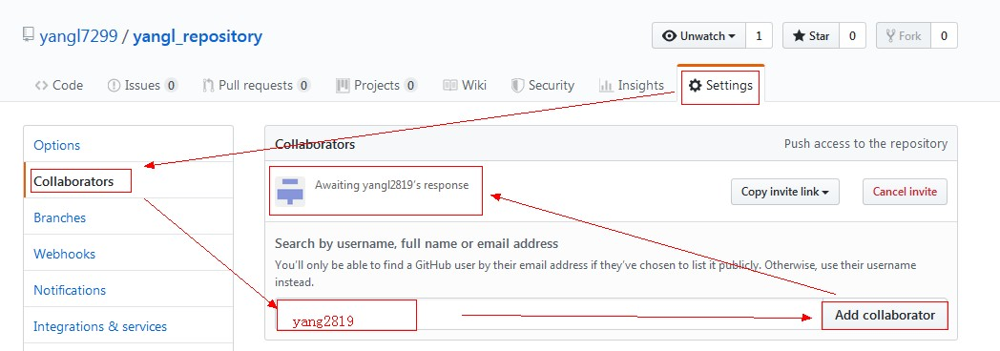 yangl7299 / yangl_repository
Unwatch 1 Star 0 Fork 0
Code Issues 0 Pull requests 0 Projects 0 Wiki Security Insights Settings
Options
Collaborators
Branches
Webhooks
Notifications
Integrations & services
Collaborators Push access to the repository
Awaiting yangl2819's response Copy invite link Cancel invite
Search by username, full name or email address
You'll only be able to find a GitHub user by their email address if they've chosen to list it publicly. Otherwise, use their username
instead.
yang2819 Add collaborator